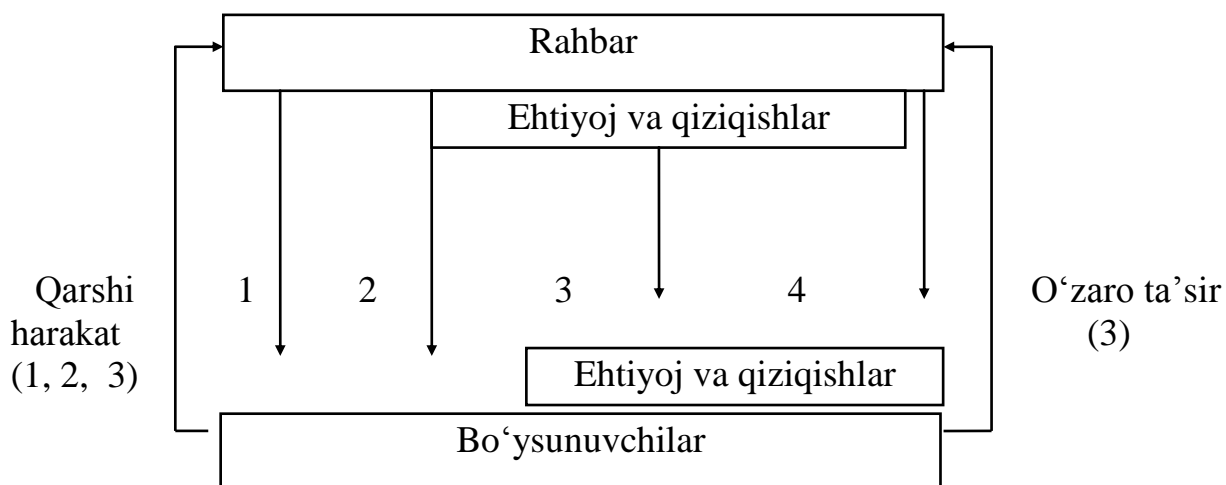 Rahbar
Ehtiyoj va qiziqishlar
Qarshi
harakat
(1, 2, 3)
1
2
3
4
O‘zaro ta’sir
(3)
Ehtiyoj va qiziqishlar
Bo‘ysunuvchilar